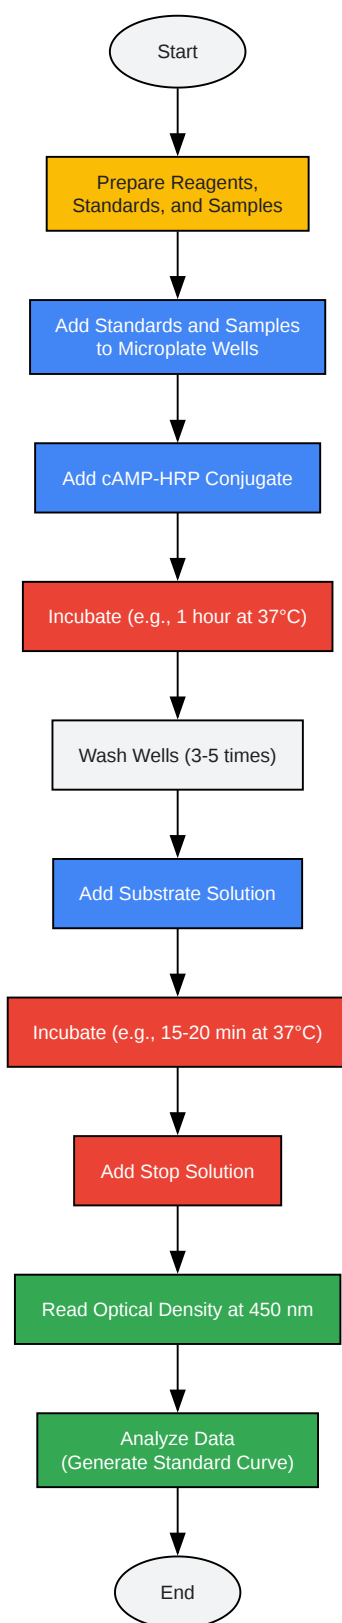 Start
Prepare Reagents,
Standards, and Samples
Add Standards and Samples
to Microplate Wells
Add cAMP-HRP Conjugate
Incubate (e.g., 1 hour at 37°C)
Wash Wells (3-5 times)
Add Substrate Solution
Incubate (e.g., 15-20 min at 37°C)
Add Stop Solution
Read Optical Density at 450 nm
Analyze Data
(Generate Standard Curve)
End